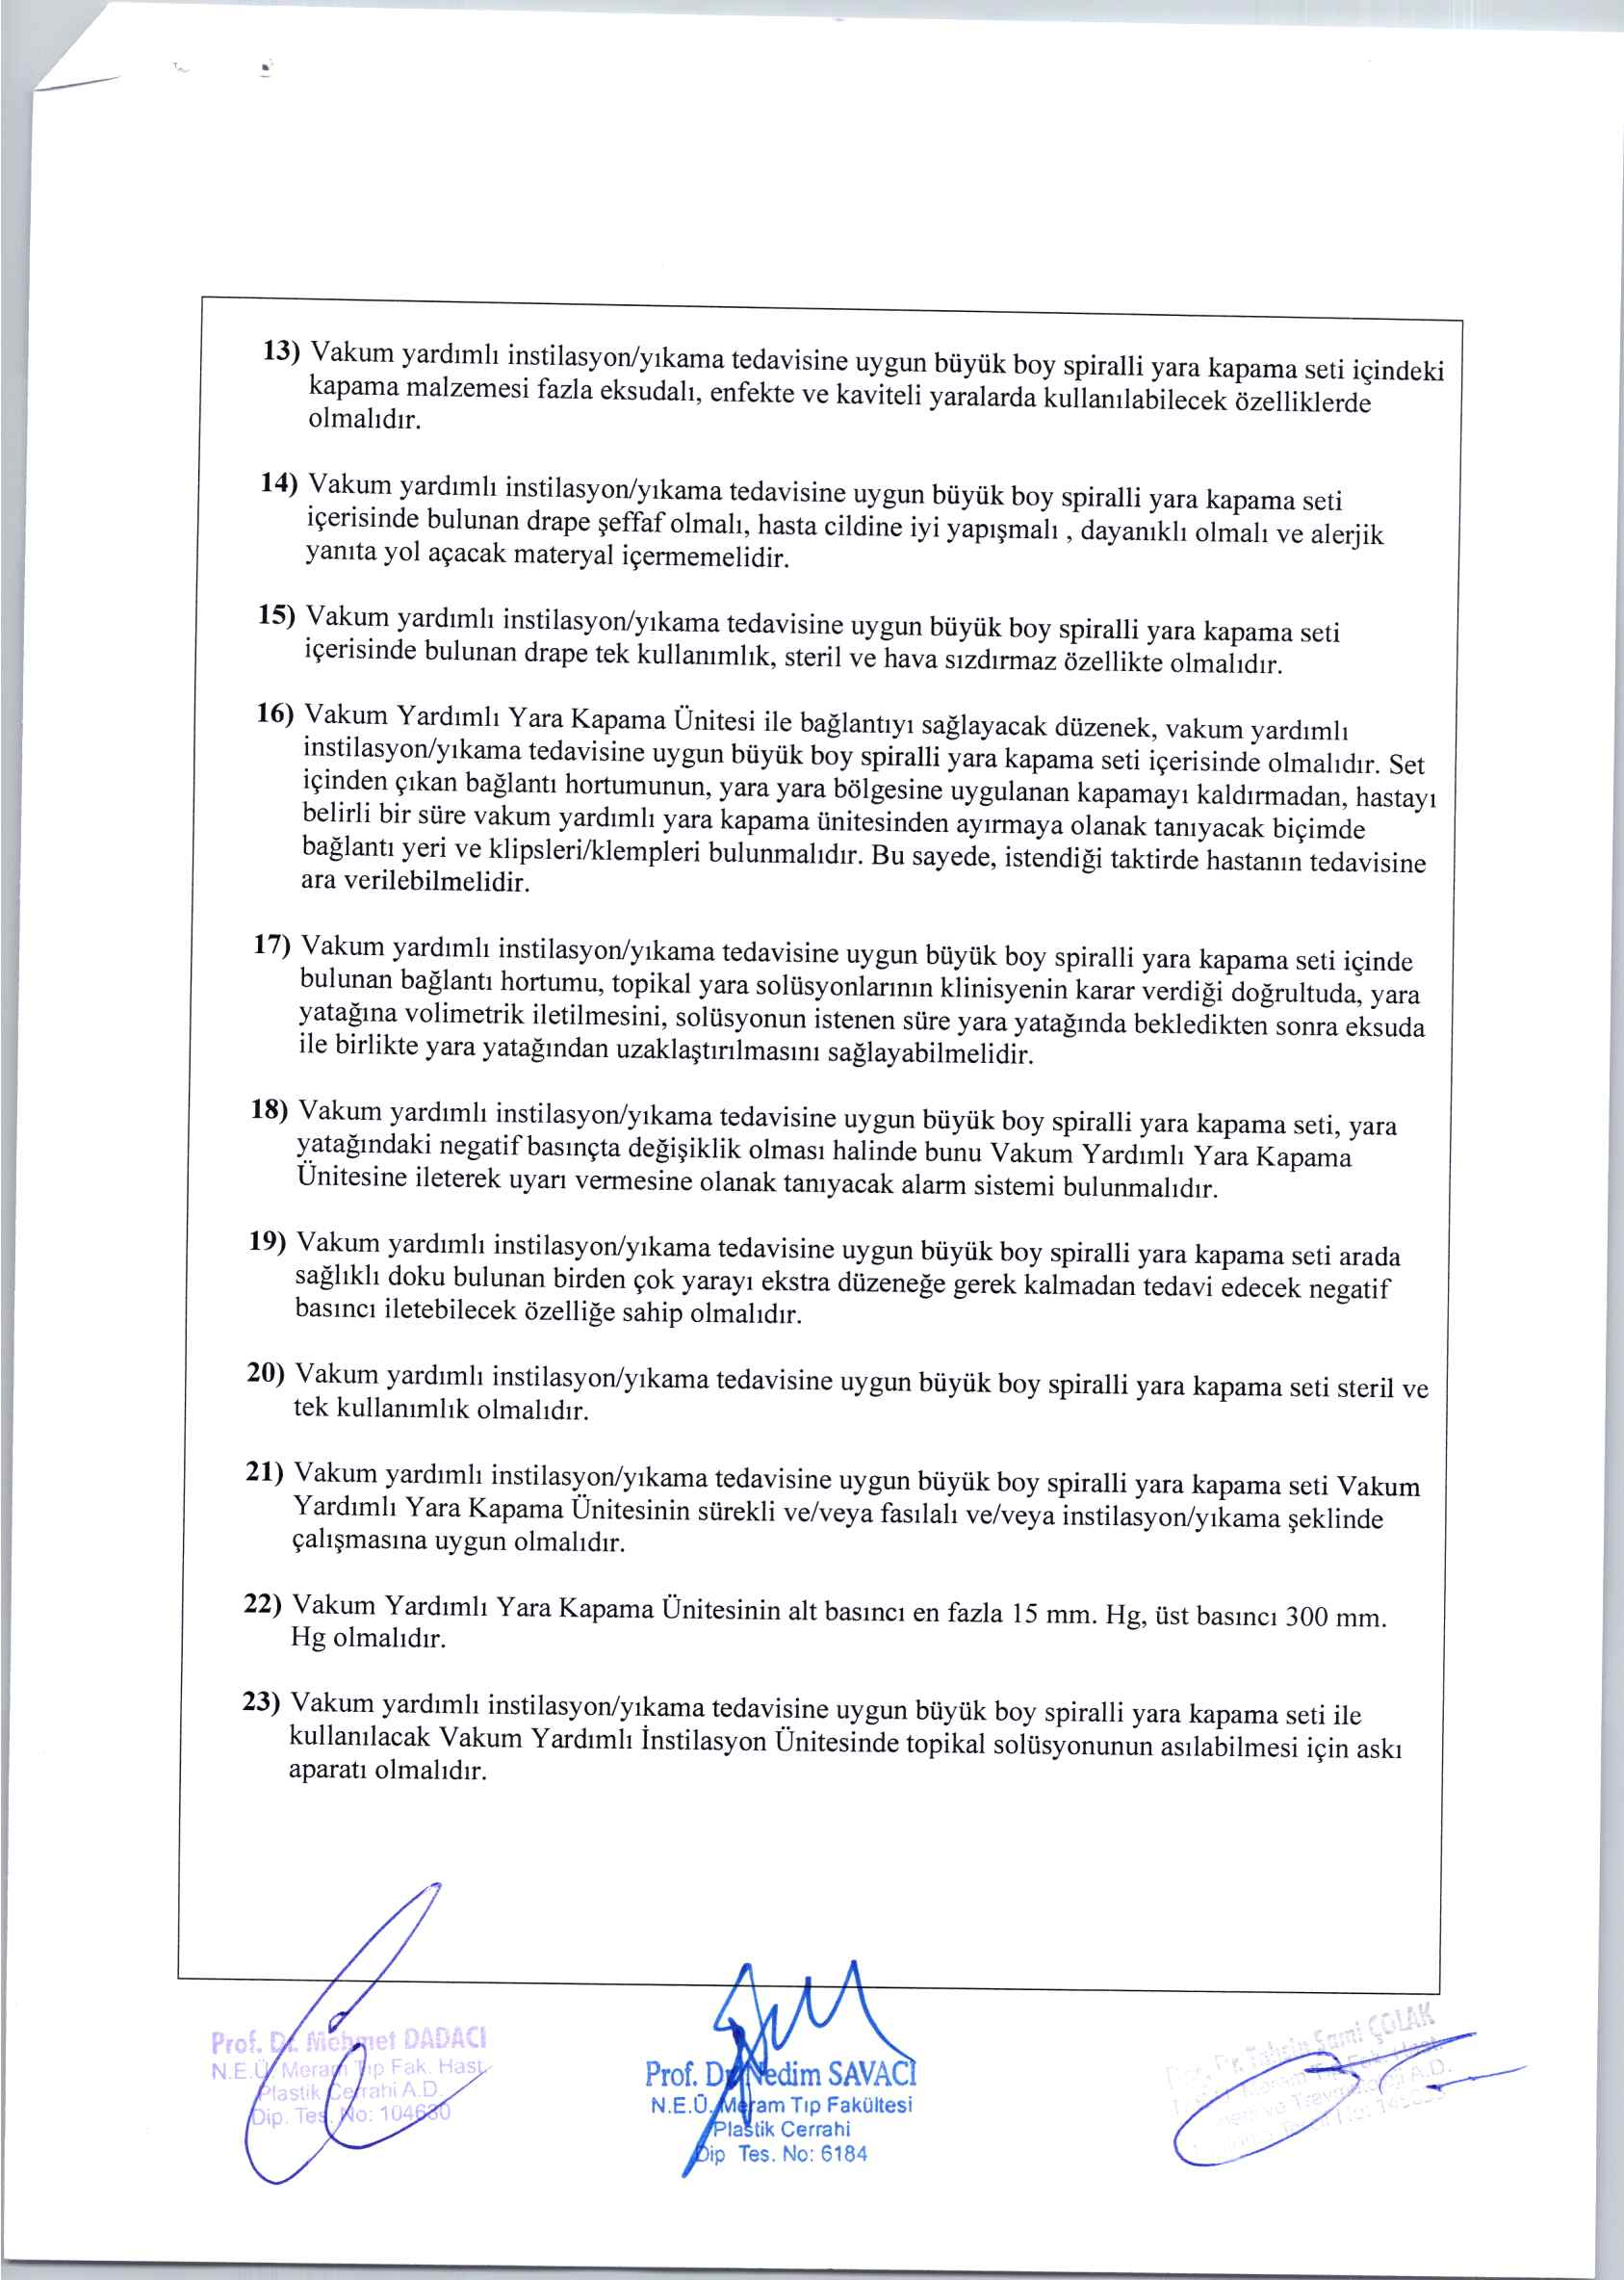 13) Vakum yardımlı instilasyon/yıkama tedavisine uygun büyük boy spiralli yara kapama seti içindeki
kapama malzemesi fazla eksudalı, enfekte ve kaviteli yaralarda kullanılabilecek özelliklerde
olmalıdır.
14) Vakum yardımlı instilasyon/yıkama tedavisine uygun büyük boy spiralli yara kapama seti
içerisinde bulunan drape şeffaf olmalı, hasta cildine iyi yapışmalı , dayanıklı olmalı ve alerjik
yanıta yol açacak materyal içermemelidir.
15) Vakum yardımlı instilasyon/yıkama tedavisine uygun büyük boy spiralli yara kapama seti
içerisinde bulunan drape tek kullanımlık, steril ve hava sızdırmaz özellikte olmalıdır.
16) Vakum Yardımlı Yara Kapama Ünitesi ile bağlantıyı sağlayacak düzenek, vakum yardımlı
instilasyon/yıkama tedavisine uygun büyük boy spiralli yara kapama seti içerisinde olmalıdır. Set
içinden çıkan bağlantı hortumunun, yara yara bölgesine uygulanan kapamayı kaldırmadan, hastayı
belirli bir süre vakum yardımlı yara kapama ünitesinden ayırmaya olanak tanıyacak biçimde
bağlantı yeri ve klipsleri/klempleri bulunmalıdır. Bu sayede, istendiği taktirde hastanın tedavisine
ara verilebilmelidir.
17) Vakum yardımlı instilasyon/yıkama tedavisine uygun büyük boy spiralli yara kapama seti içinde
bulunan bağlantı hortumu, topikal yara solüsyonlarının klinisyenin karar verdiği doğrultuda, yara
yatağına volimetrik iletilmesini, solüsyonun istenen süre yara yatağında bekledikten sonra eksuda
ile birlikte yara yatağından uzaklaştırılmasını sağlayabilmelidir.
18) Vakum yardımlı instilasyon/yıkama tedavisine uygun büyük boy spiralli yara kapama seti, yara
yatağındaki negatif basınçta değişiklik olması halinde bunu Vakum Yardımlı Yara Kapama
Ünitesine ileterek uyarı vermesine olanak tanıyacak alarm sistemi bulunmalıdır.
19) Vakum yardımlı instilasyon/yıkama tedavisine uygun büyük boy spiralli yara kapama seti arada
sağlıklı doku bulunan birden çok yarayı ekstra düzeneğe gerek kalmadan tedavi edecek negatif
basıncı iletebilecek özelliğe sahip olmalıdır.
20) Vakum yardımlı instilasyon/yıkama tedavisine uygun büyük boy spiralli yara kapama seti steril ve
tek kullanımlık olmalıdır.
21) Vakum yardımlı instilasyon/yıkama tedavisine uygun büyük boy spiralli yara kapama seti Vakum
Yardımlı Yara Kapama Ünitesinin sürekli ve/veya fasılalı ve/veya instilasyon/yıkama şeklinde
çalışmasına uygun olmalıdır.
22) Vakum Yardımlı Yara Kapama Ünitesinin alt basıncı en fazla 15 mm. Hg, üst basıncı 300 mm.
Hg olmalıdır.
23) Vakum yardımlı instilasyon/yıkama tedavisine uygun büyük boy spiralli yara kapama seti ile
kullanılacak Vakum Yardımlı İnstilasyon Ünitesinde topikal solüsyonunun asılabilmesi için askı
aparatı olmalıdır.
Prof. Dr. Mehmet DADACI
N.E.Ü. Meram Tıp Fak. Hast.
Plastik Cerrahi A.D.
Dip. Tes. No: 104630
Prof. Dr. Nedim SAVACI
N.E.Ü. Meram Tıp Fakültesi
Plastik Cerrahi
Dip Tes. No: 6184
Dr. Tahsin Sami ÇOLAK
Meram Tıp Fak. Hast.
A.D.